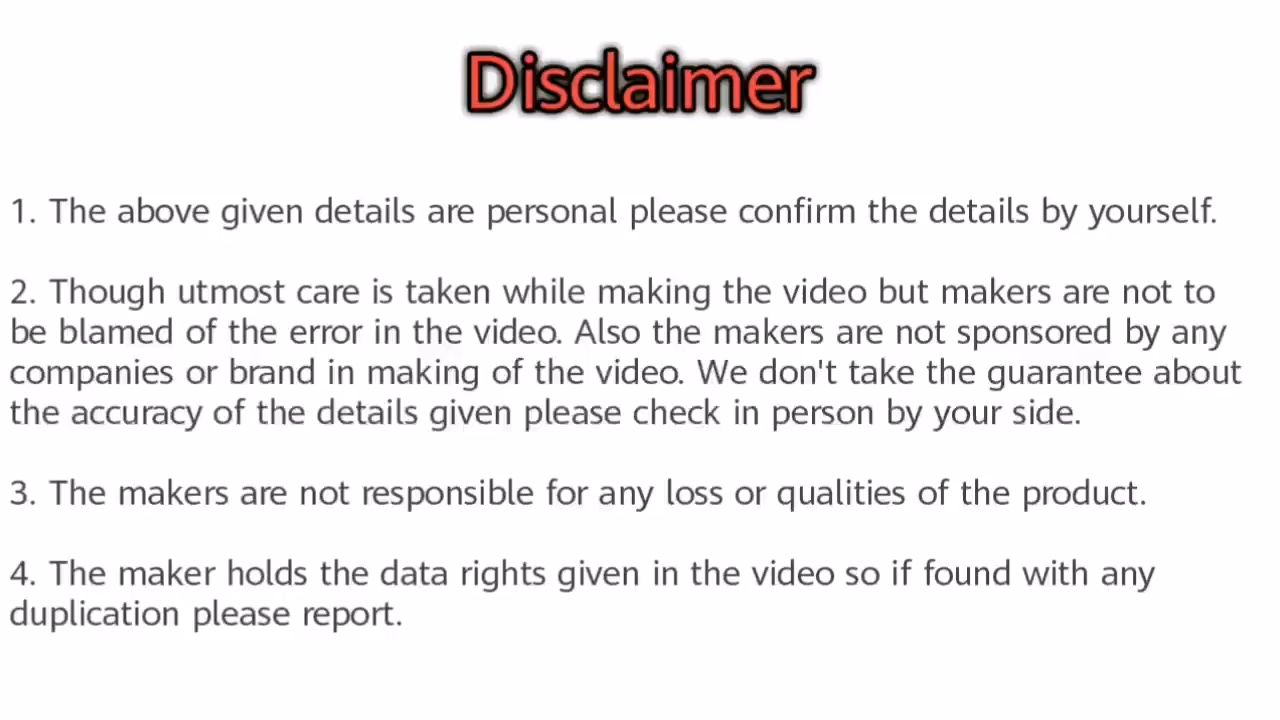 Disclaimer
1. The above given details are personal please confirm the details by yourself.
2. Though utmost care is taken while making the video but makers are not to
be blamed of the error in the video. Also the makers are not sponsored by any
companies or brand in making of the video. We don't take the guarantee about
the accuracy of the details given please check in person by your side.
3. The makers are not responsible for any loss or qualities of the product.
4. The maker holds the data rights given in the video so if found with any
duplication please report.